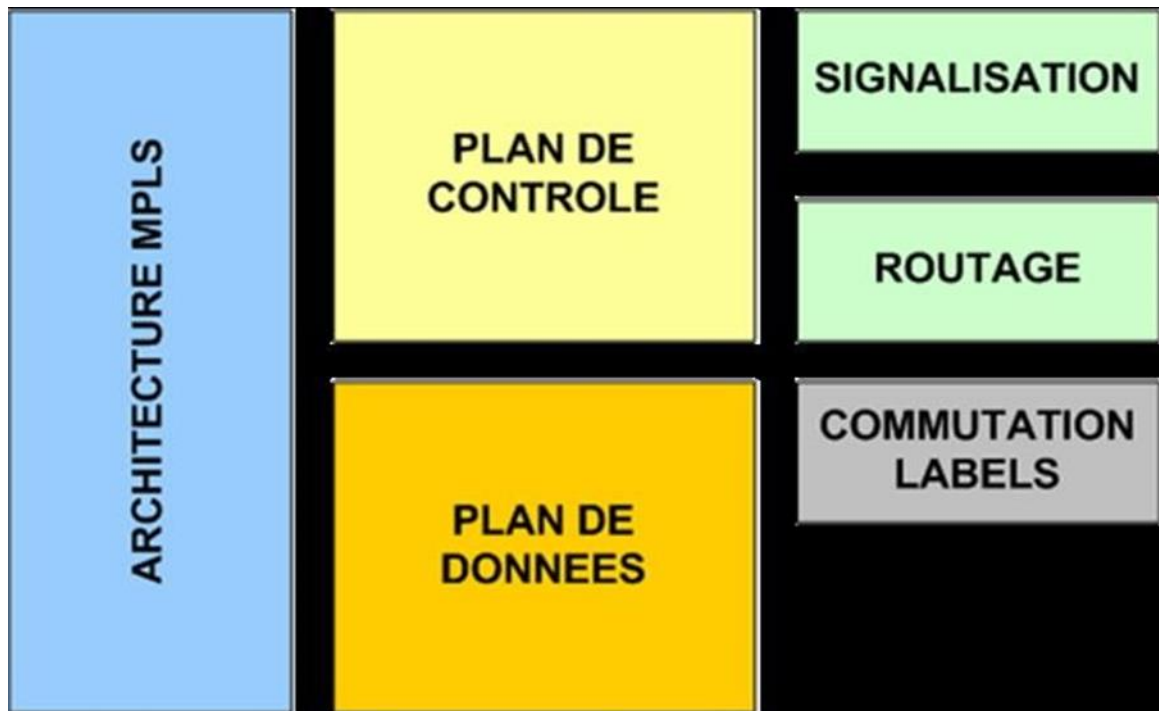 ARCHITECTURE MPLS
PLAN DE
CONTROLE
PLAN DE
DONNEES
SIGNALISATION
ROUTAGE
COMMUTATION
LABELS